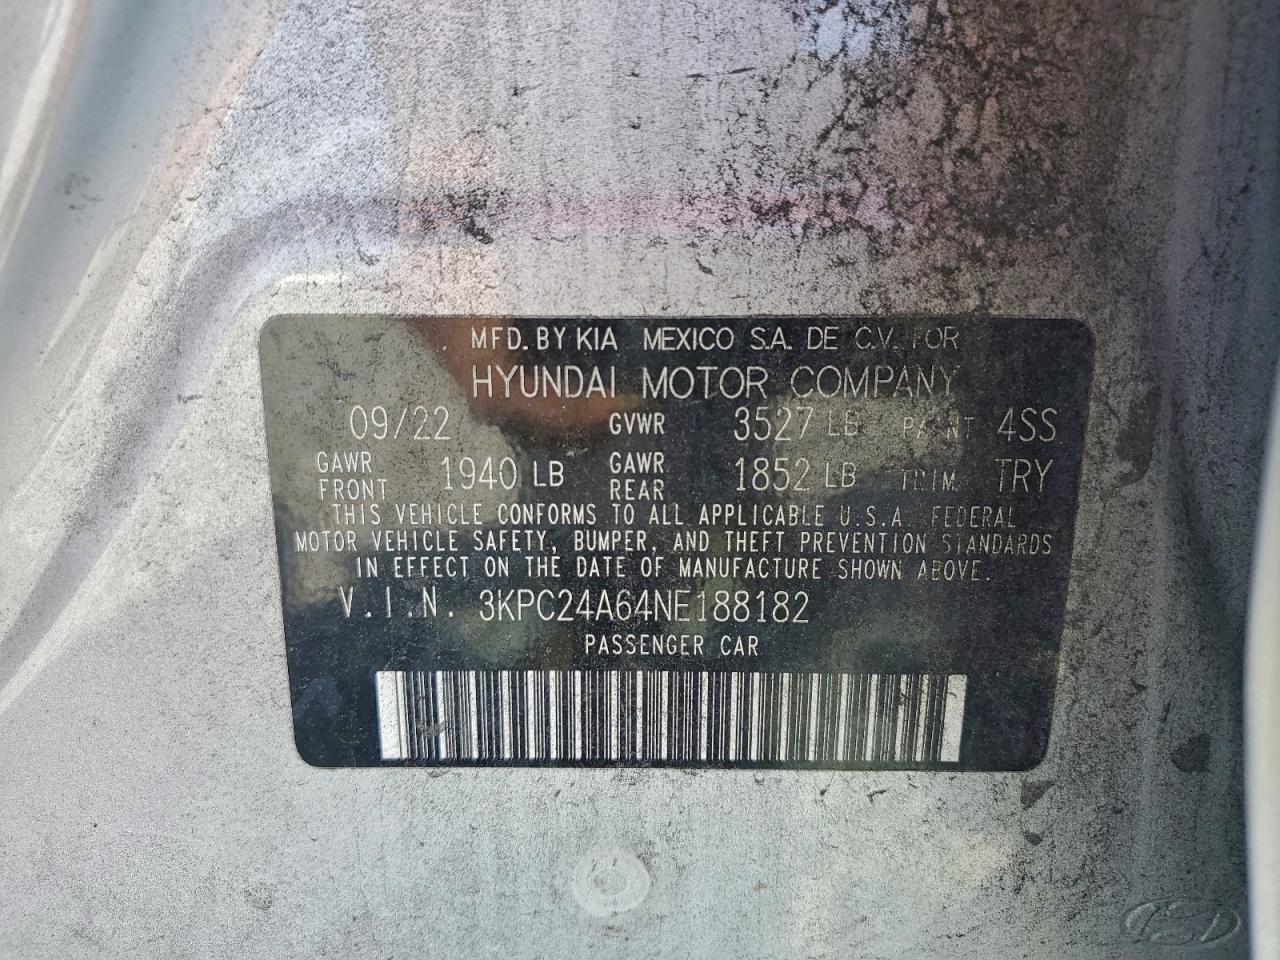 MFD. BY KIA MEXICO S.A. DE C.V. FOR
HYUNDAI MOTOR COMPANY
09/22 GVWR 3527 LB PAINT 4SS
GAWR FRONT 1940 LB GAWR REAR 1852 LB TRIM TRY
THIS VEHICLE CONFORMS TO ALL APPLICABLE U.S.A. FEDERAL
MOTOR VEHICLE SAFETY, BUMPER, AND THEFT PREVENTION STANDARDS
IN EFFECT ON THE DATE OF MANUFACTURE SHOWN ABOVE.
V.I.N. 3KPC24A64NE188182
PASSENGER CAR